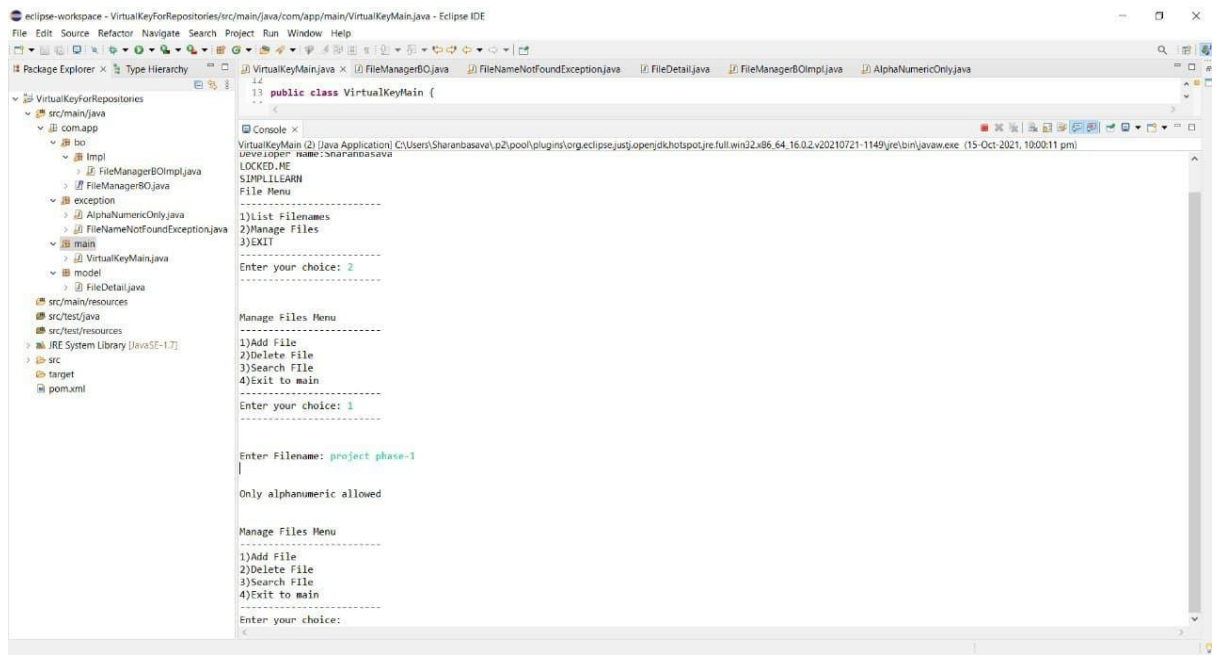 eclipse-workspace - VirtualKeyForRepositories/src/main/java/com/app/main/VirtualKeyMain.java - Eclipse IDE
File Edit Source Refactor Navigate Search Project Run Window Help
Package Explorer Type Hierarchy
VirtualKeyMain.java FileManagerBO.java FileNameNotFoundException.java FileDetail.java FileManagerBOImpl.java AlphaNumericOnly.java
12
13 public class VirtualKeyMain {
VirtualKeyForRepositories
src/main/java
com.app
bo
Impl
FileManagerBOImpl.java
FileManagerBO.java
exception
AlphaNumericOnly.java
FileNameNotFoundException.java
main
VirtualKeyMain.java
model
FileDetail.java
src/main/resources
src/test/java
src/test/resources
JRE System Library [JavaSE-1.7]
src
target
pom.xml
Console
VirtualKeyMain (2) [Java Application] C:\Users\Sharanbasava\.p2\pool\plugins\org.eclipse.justj.openjdk.hotspot.jre.full.win32.x86_64_16.0.2.v20210721-1149\jre\bin\javaw.exe (15-Oct-2021, 10:00:11 pm)
Developer Name:Sharanbasava
LOCKED.ME
SIMPLILEARN
File Menu
-------------------------
1)List Filenames
2)Manage Files
3)EXIT
-------------------------
Enter your choice: 2
-------------------------
Manage Files Menu
-------------------------
1)Add File
2)Delete File
3)Search FIle
4)Exit to main
-------------------------
Enter your choice: 1
-------------------------
Enter Filename: project phase-1
Only alphanumeric allowed
Manage Files Menu
-------------------------
1)Add File
2)Delete File
3)Search FIle
4)Exit to main
-------------------------
Enter your choice: